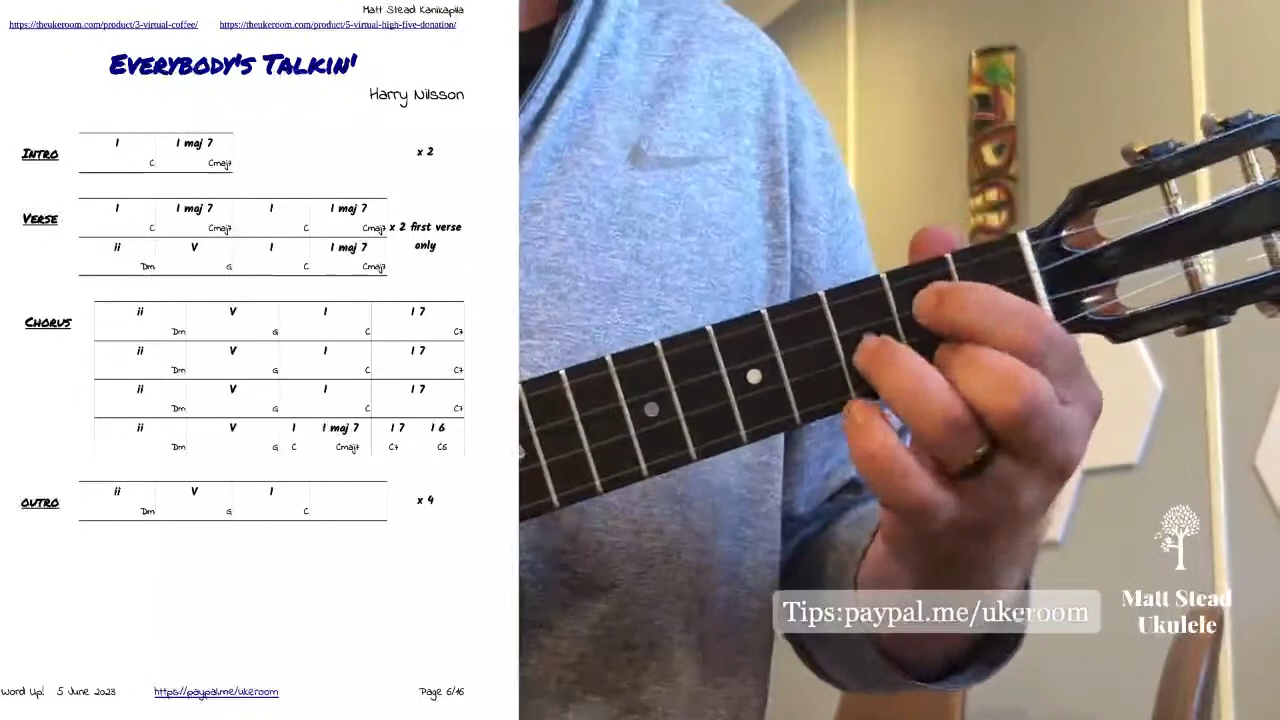 Matt Stead Kanikapila
https://theukeroom.com/product/3-virtual-coffee/ https://theukeroom.com/product/5-virtual-high-five-donation/
Everybody's Talkin'
Harry Nilsson
Intro
I I maj 7
C Cmaj7
x 2
Verse
I I maj 7 I I maj 7
C Cmaj7 C Cmaj7
ii V I I maj 7
Dm G C Cmaj7
x 2 first verse
only
Chorus
ii V I I 7
Dm G C C7
ii V I I 7
Dm G C C7
ii V I I 7
Dm G C C7
ii V I I maj 7 I 7 I 6
Dm G C Cmaj7 C7 C6
Outro
ii V I
Dm G C
x 4
Word Up! 5 June 2023 https://paypal.me/ukeroom Page 6/16
Tips:paypal.me/ukeroom
Matt Stead
Ukulele